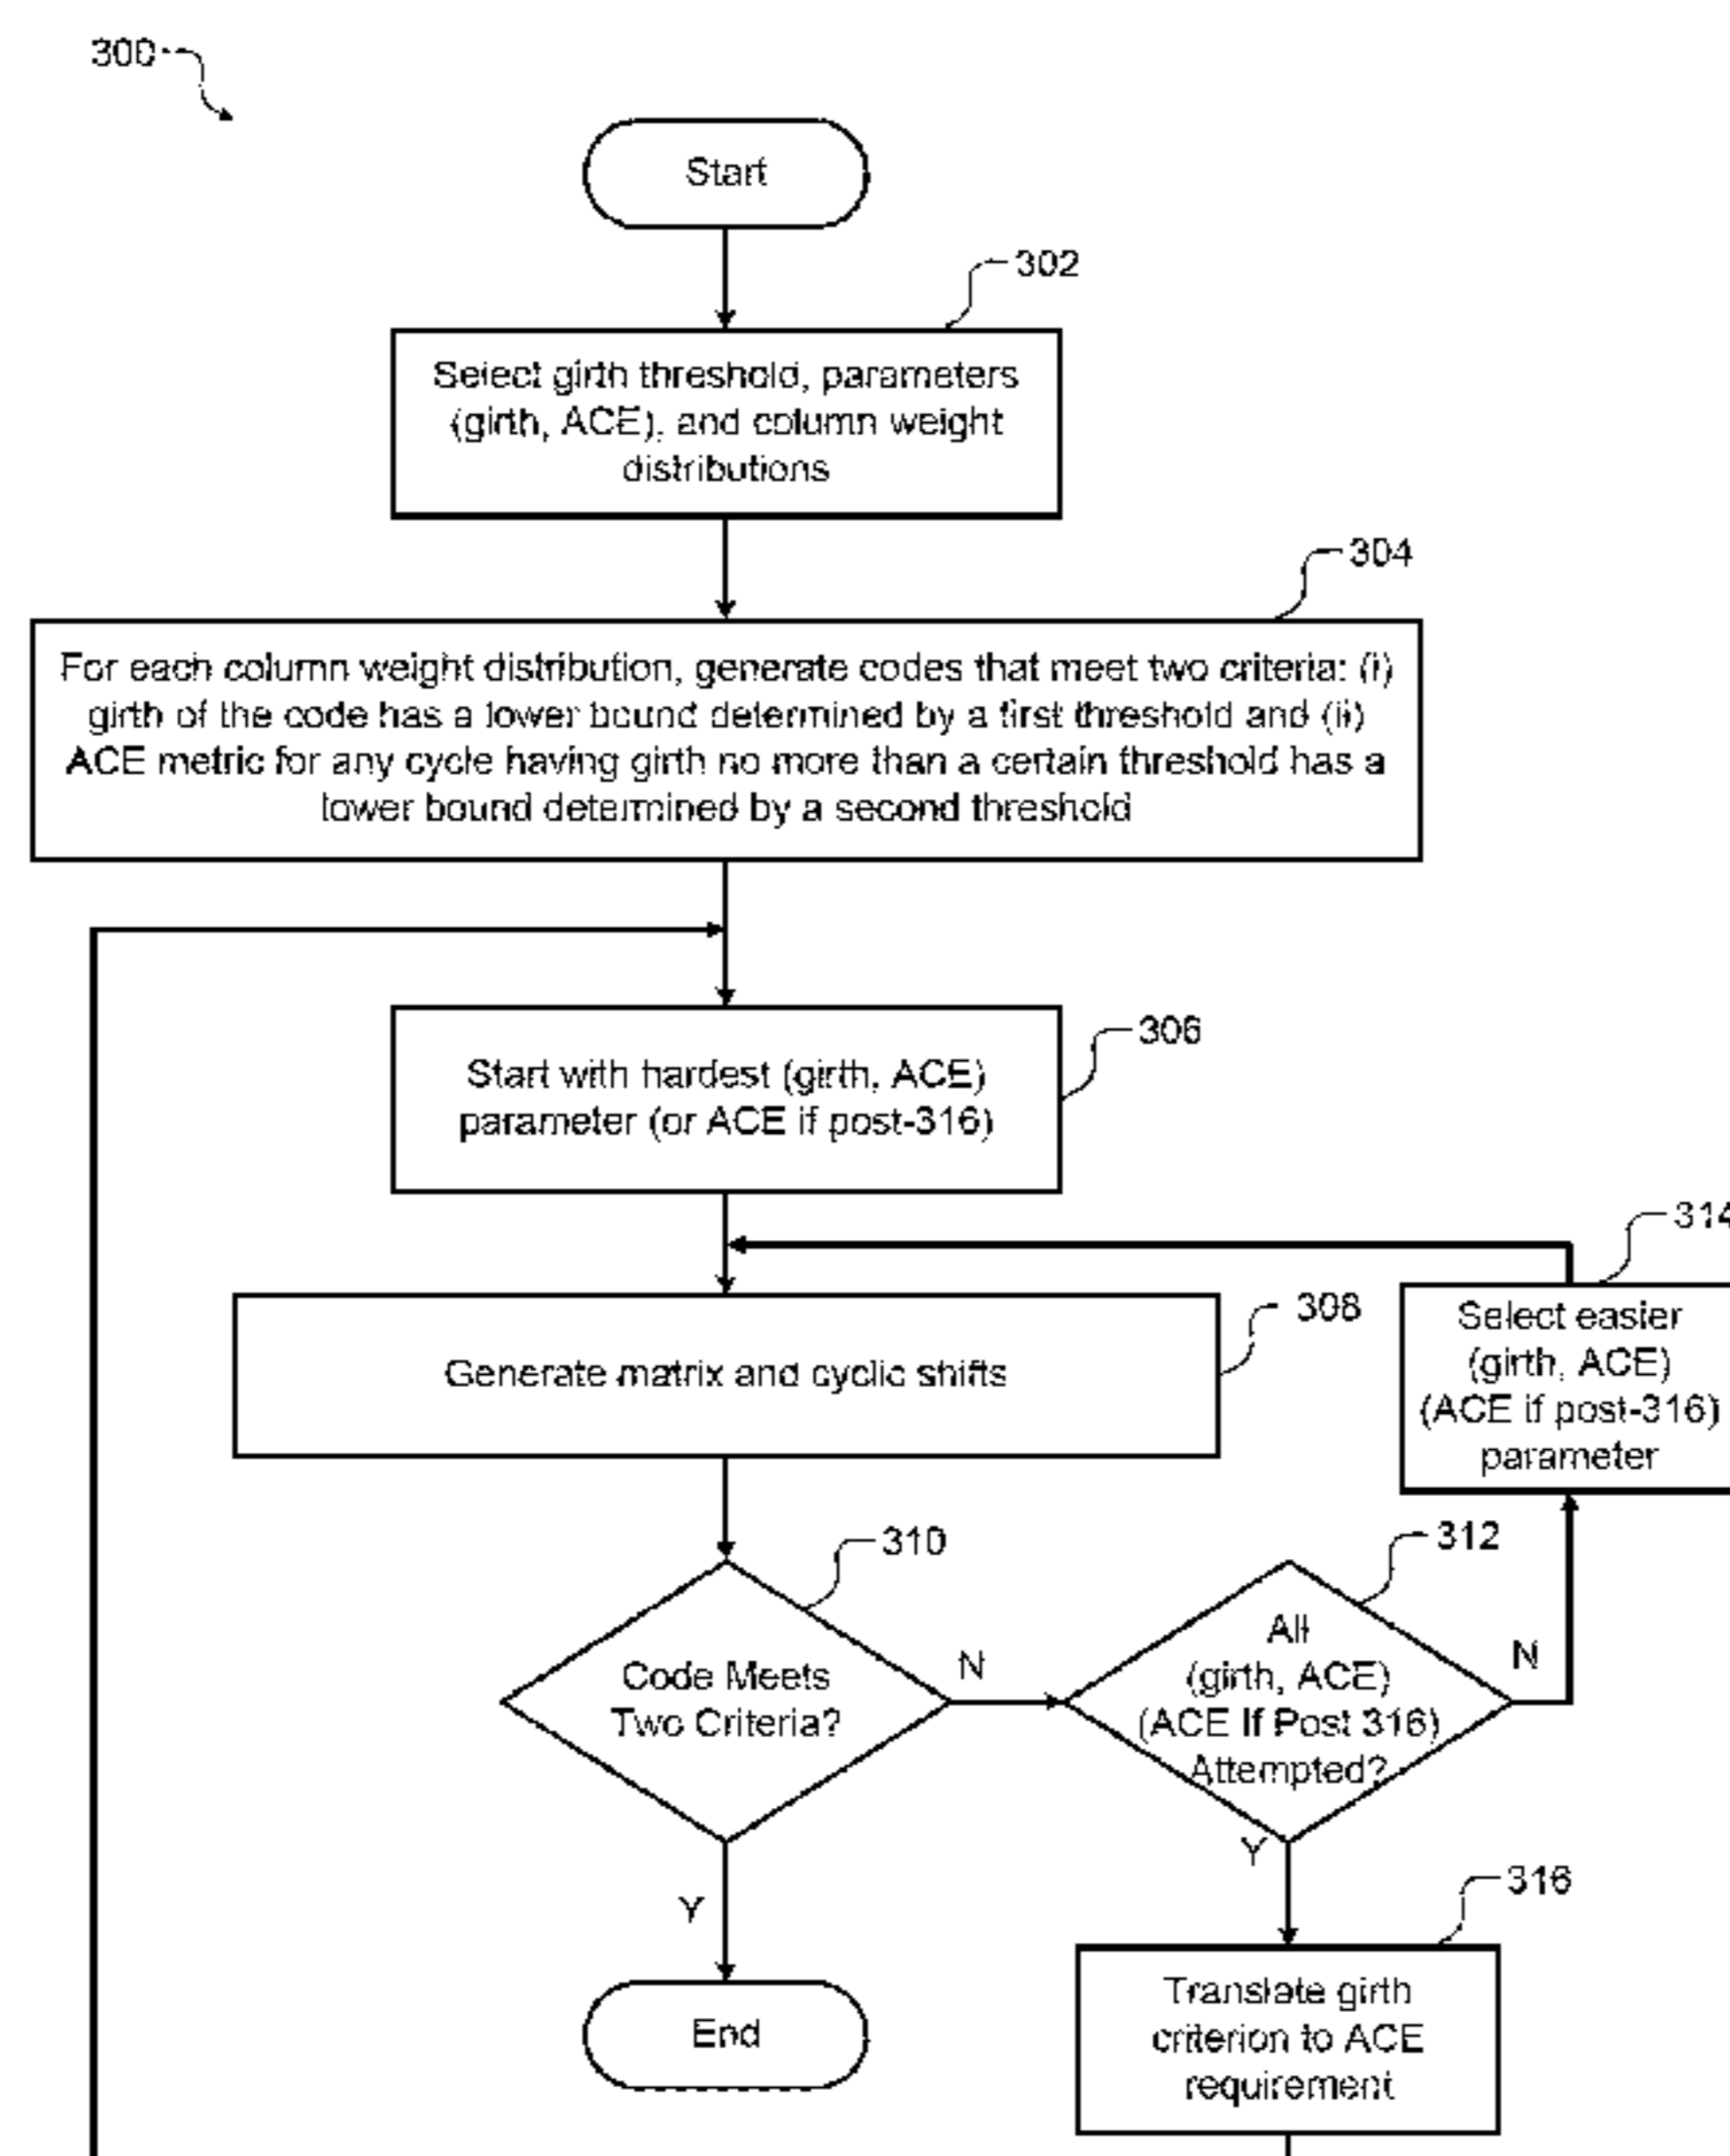 300
Start
302
Select girth threshold, parameters
(girth, ACE), and column weight
distributions
304
For each column weight distribution, generate codes that meet two criteria: (i)
girth of the code has a lower bound determined by a first threshold and (ii)
ACE metric for any cycle having girth no more than a certain threshold has a
lower bound determined by a second threshold
306
Start with hardest (girth, ACE)
parameter (or ACE if post-316)
314
308
Select easier
(girth, ACE)
(ACE if post-316)
parameter
Generate matrix and cyclic shifts
310
312
Code Meets
Two Criteria?
N
All
(girth, ACE)
(ACE If Post 316)
Attempted?
N
Y
Y
316
End
Translate girth
criterion to ACE
requirement